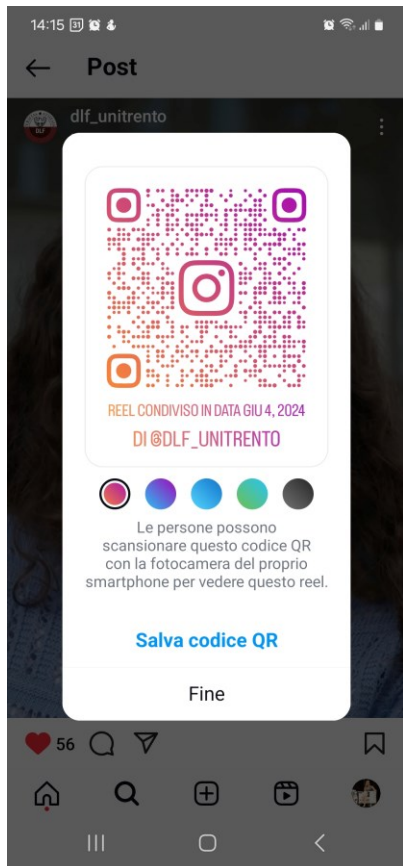 14:15 31
Post
dlf_unitrento
DLF
REEL CONDIVISO IN DATA GIU 4, 2024
DI @DLF_UNITRENTO
Le persone possono
scansionare questo codice QR
con la fotocamera del proprio
smartphone per vedere questo reel.
Salva codice QR
Fine
56